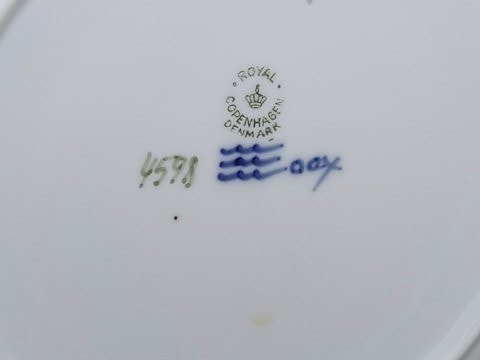 ROYAL
COPENHAGEN
DENMARK
4598